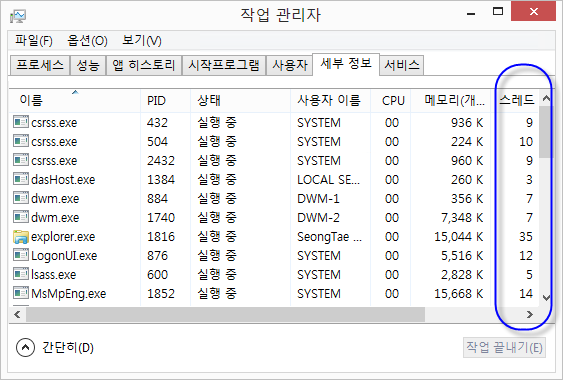 작업 관리자
파일(F) 옵션(O) 보기(V)
프로세스 성능 앱 히스토리 시작프로그램 사용자 세부 정보 서비스
이름 PID 상태 사용자 이름 CPU 메모리(개... 스레드
csrss.exe 432 실행 중 SYSTEM 00 936 K 9
csrss.exe 504 실행 중 SYSTEM 00 224 K 10
csrss.exe 2432 실행 중 SYSTEM 00 960 K 9
dasHost.exe 1384 실행 중 LOCAL SE... 00 260 K 3
dwm.exe 884 실행 중 DWM-1 00 356 K 7
dwm.exe 1740 실행 중 DWM-2 00 7,348 K 7
explorer.exe 1816 실행 중 SeongTae ... 00 15,044 K 35
LogonUI.exe 876 실행 중 SYSTEM 00 5,516 K 12
lsass.exe 600 실행 중 SYSTEM 00 2,828 K 5
MsMpEng.exe 1852 실행 중 SYSTEM 00 15,668 K 14
간단히(D) 작업 끝내기(E)